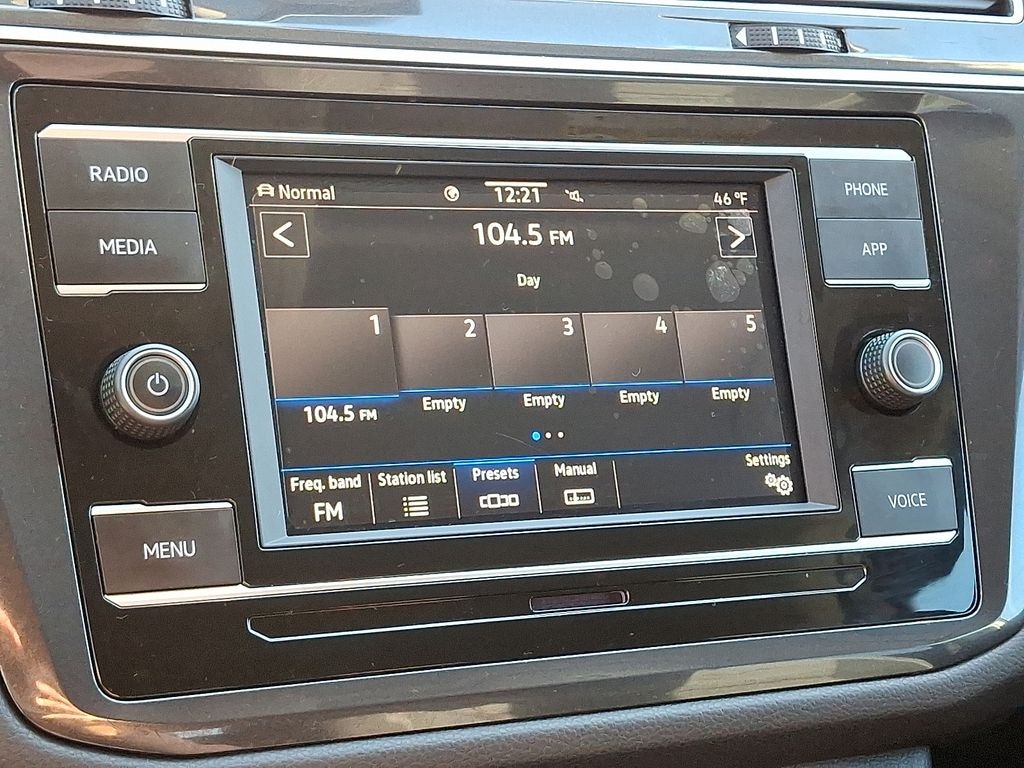 RADIO
MEDIA
MENU
PHONE
APP
VOICE
Normal 12:21 46 °F
< 104.5 FM >
Day
1 2 3 4 5
104.5 FM Empty Empty Empty Empty
Freq. band Station list Presets Manual Settings
FM